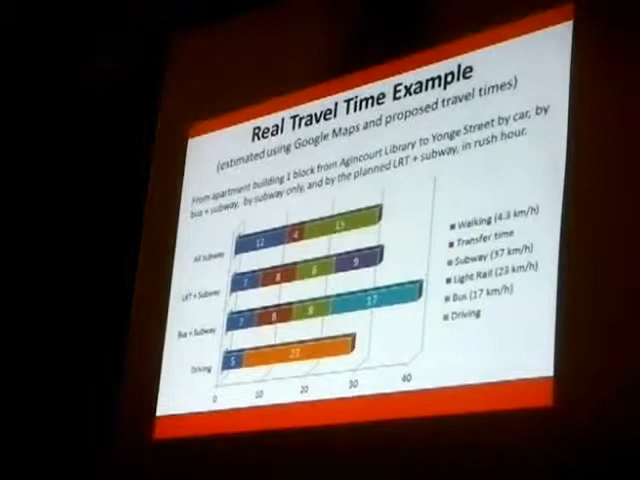 Real Travel Time Example
(estimated using Google Maps and proposed travel times)
From apartment building 1 block from Agincourt Library to Yonge Street by car, by
bus + subway, by subway only, and by the planned LRT + subway, in rush hour.
All Subway 12 4 15
LRT + Subway 7 8 8 9
Bus + Subway 7 8 8 17
Driving 5
0 10 20 30 40
Walking (4.3 km/h)
Transfer time
Subway (37 km/h)
Light Rail (23 km/h)
Bus (17 km/h)
Driving